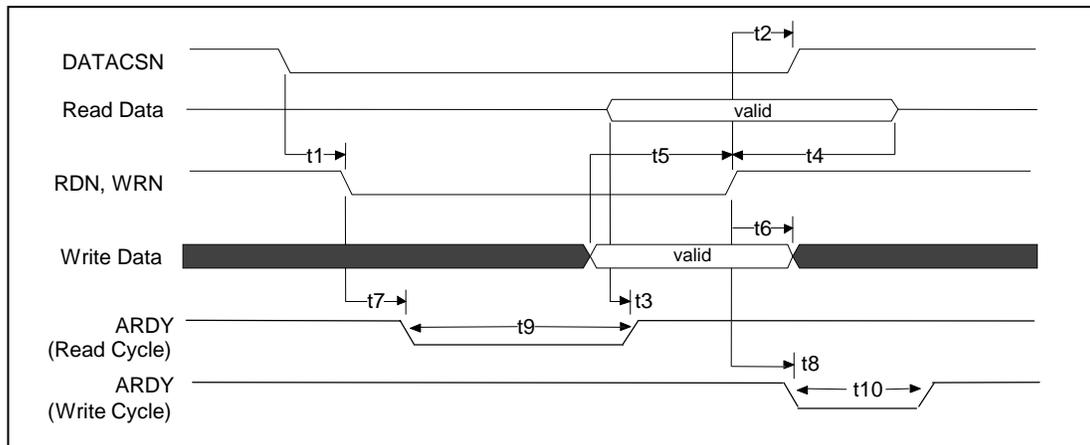 t2
DATACSN
Read Data
valid
t1
t5
t4
RDN, WRN
t6
Write Data
valid
t7
t3
ARDY
(Read Cycle)
t9
t8
ARDY
(Write Cycle)
t10